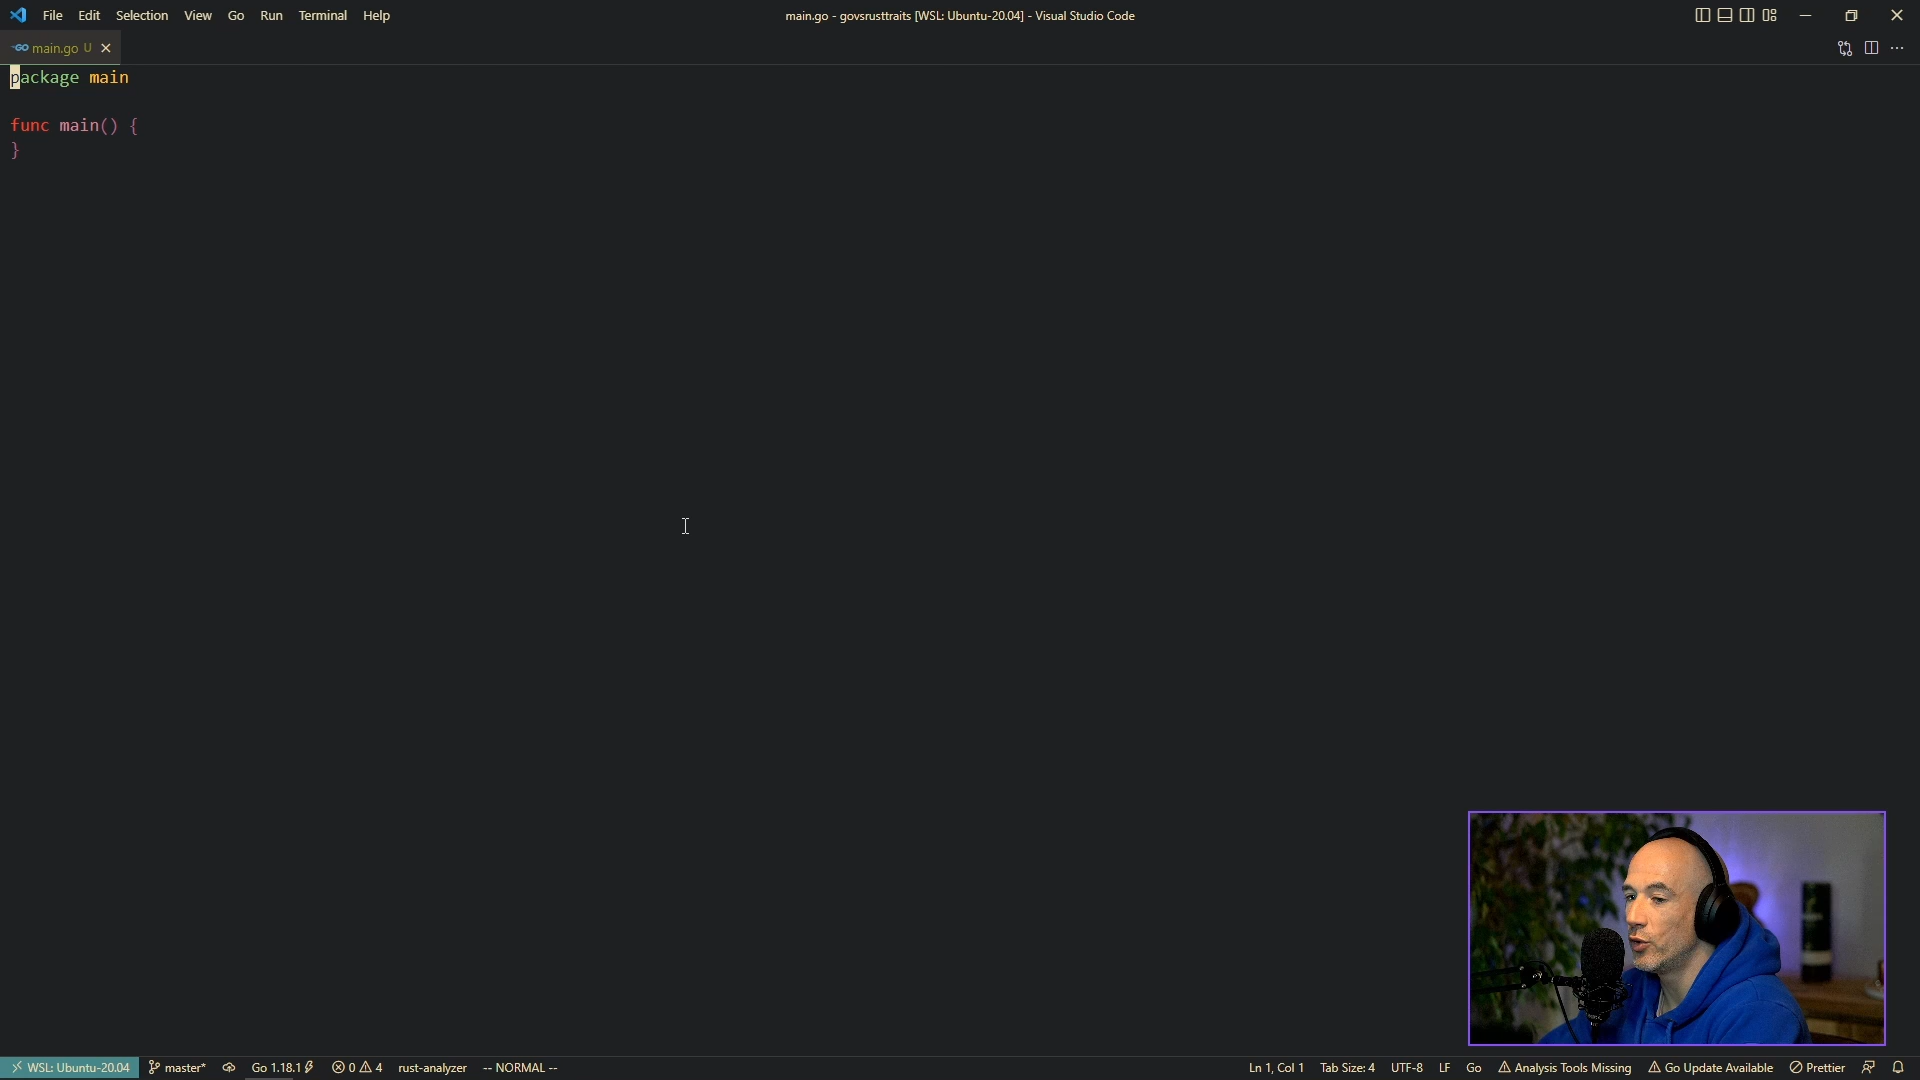 File Edit Selection View Go Run Terminal Help
main.go - govsrusttraits [WSL: Ubuntu-20.04] - Visual Studio Code
GO main.go U
package main
func main() {
}
WSL: Ubuntu-20.04 master* Go 1.18.1 0 4 rust-analyzer -- NORMAL -- Ln 1, Col 1 Tab Size: 4 UTF-8 LF Go Analysis Tools Missing Go Update Available Prettier